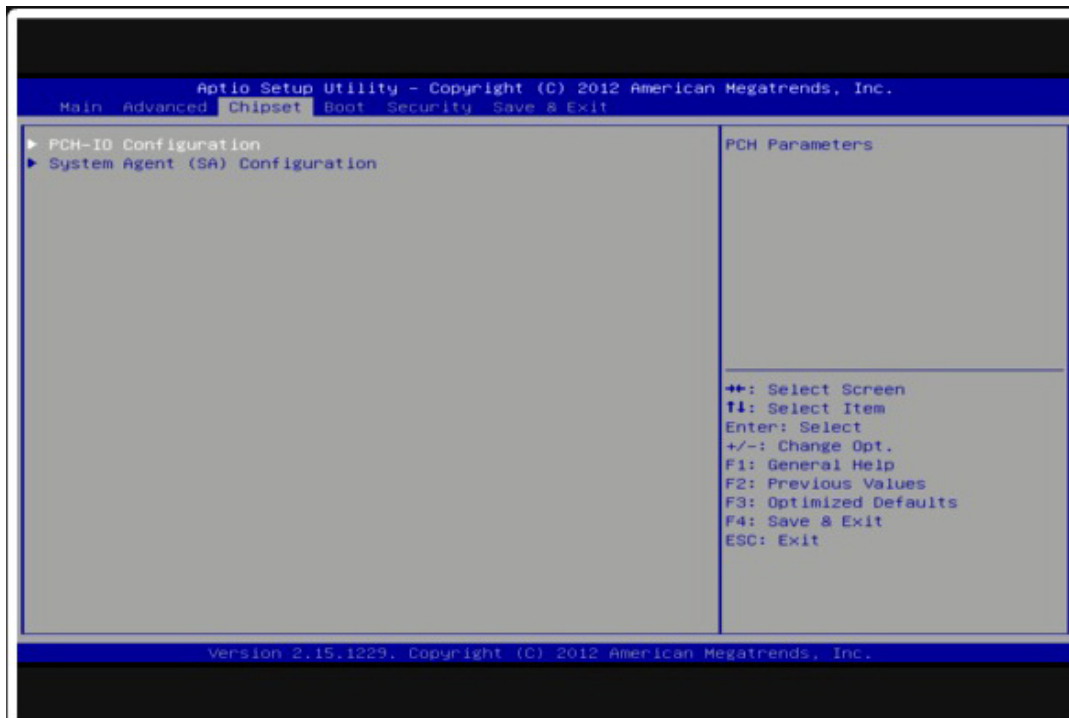 Aptio Setup Utility – Copyright (C) 2012 American Megatrends, Inc.
Main Advanced Chipset Boot Security Save & Exit
► PCH-IO Configuration
► System Agent (SA) Configuration
PCH Parameters
→←: Select Screen
↑↓: Select Item
Enter: Select
+/-: Change Opt.
F1: General Help
F2: Previous Values
F3: Optimized Defaults
F4: Save & Exit
ESC: Exit
Version 2.15.1229. Copyright (C) 2012 American Megatrends, Inc.